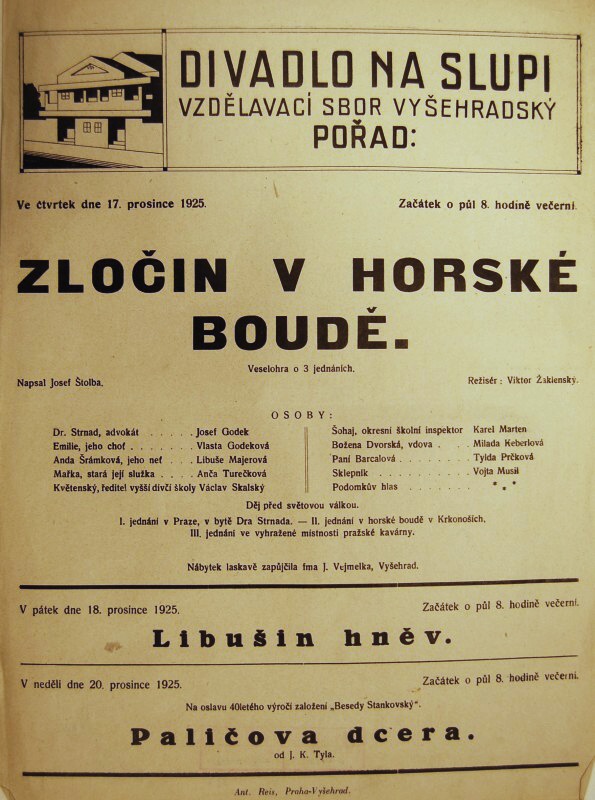 DIVADLO NA SLUPI
VZDĚLAVACÍ SBOR VYŠEHRADSKÝ
POŘAD:
Ve čtvrtek dne 17. prosince 1925. Začátek o půl 8. hodině večerní.
ZLOČIN V HORSKÉ
BOUDĚ.
Veselohra o 3 jednáních.
Napsal Josef Štolba. Režisér: Viktor Žaklenský.
OSOBY:
Dr. Strnad, advokát . . . . . Josef Godek
Emilie, jeho choť . . . . . . Vlasta Godeková
Anda Šrámková, jeho neť . . Libuše Majerová
Mařka, stará její služka . . . Anča Turečková
Květenský, ředitel vyšší dívčí školy Václav Skalský
Šohaj, okresní školní inspektor Karel Marten
Božena Dvorská, vdova . . . Milada Keberlová
Paní Barcalová . . . . . . . Tylda Prčková
Sklepník . . . . . . . . . Vojta Musil
Podomkův hlas . . . . . . . * * *
Děj před světovou válkou.
I. jednání v Praze, v bytě Dra Strnada. — II. jednání v horské boudě v Krkonoších.
III. jednání ve vyhražené místnosti pražské kavárny.
Nábytek laskavě zapůjčila fma J. Vejmelka, Vyšehrad.
V pátek dne 18. prosince 1925. Začátek o půl 8. hodině večerní.
Libušin hněv.
V neděli dne 20. prosince 1925. Začátek o půl 8. hodině večerní.
Na oslavu 40letého výročí založení „Besedy Stankovský".
Paličova dcera.
od J. K. Tyla.
Ant. Reis, Praha-Vyšehrad.